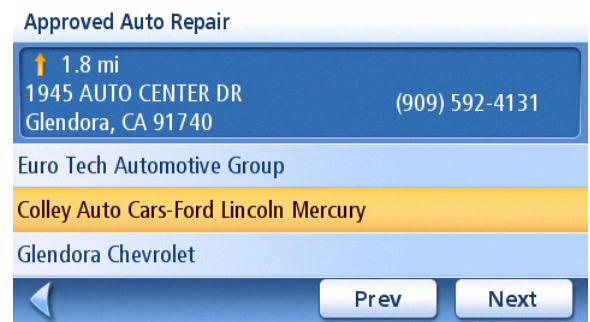 Approved Auto Repair
1.8 mi
1945 AUTO CENTER DR
(909) 592-4131
Glendora, CA 91740
Euro Tech Automotive Group
Colley Auto Cars-Ford Lincoln Mercury
Glendora Chevrolet
Prev Next